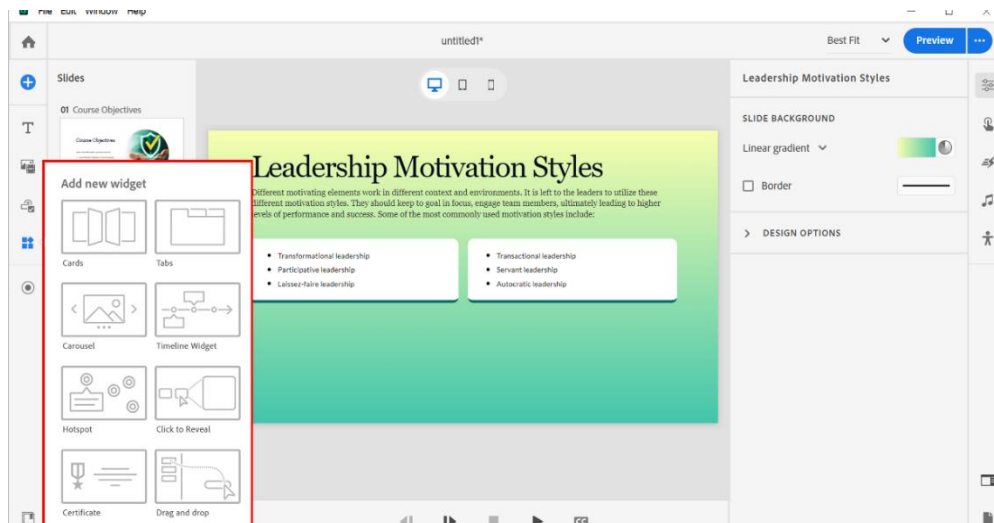 File Edit Window Help
untitled1*
Best Fit
Preview
Slides
01 Course Objectives
Course Objectives
Add new widget
Cards
Tabs
Carousel
Timeline Widget
Hotspot
Click to Reveal
Certificate
Drag and drop
Leadership Motivation Styles
Different motivating elements work in different context and environments. It is left to the leaders to utilize these
different motivation styles. They should keep to goal in focus, engage team members, ultimately leading to higher
levels of performance and success. Some of the most commonly used motivation styles include:
Transformational leadership
Participative leadership
Laissez-faire leadership
Transactional leadership
Servant leadership
Autocratic leadership
CC
Leadership Motivation Styles
SLIDE BACKGROUND
Linear gradient
Border
DESIGN OPTIONS